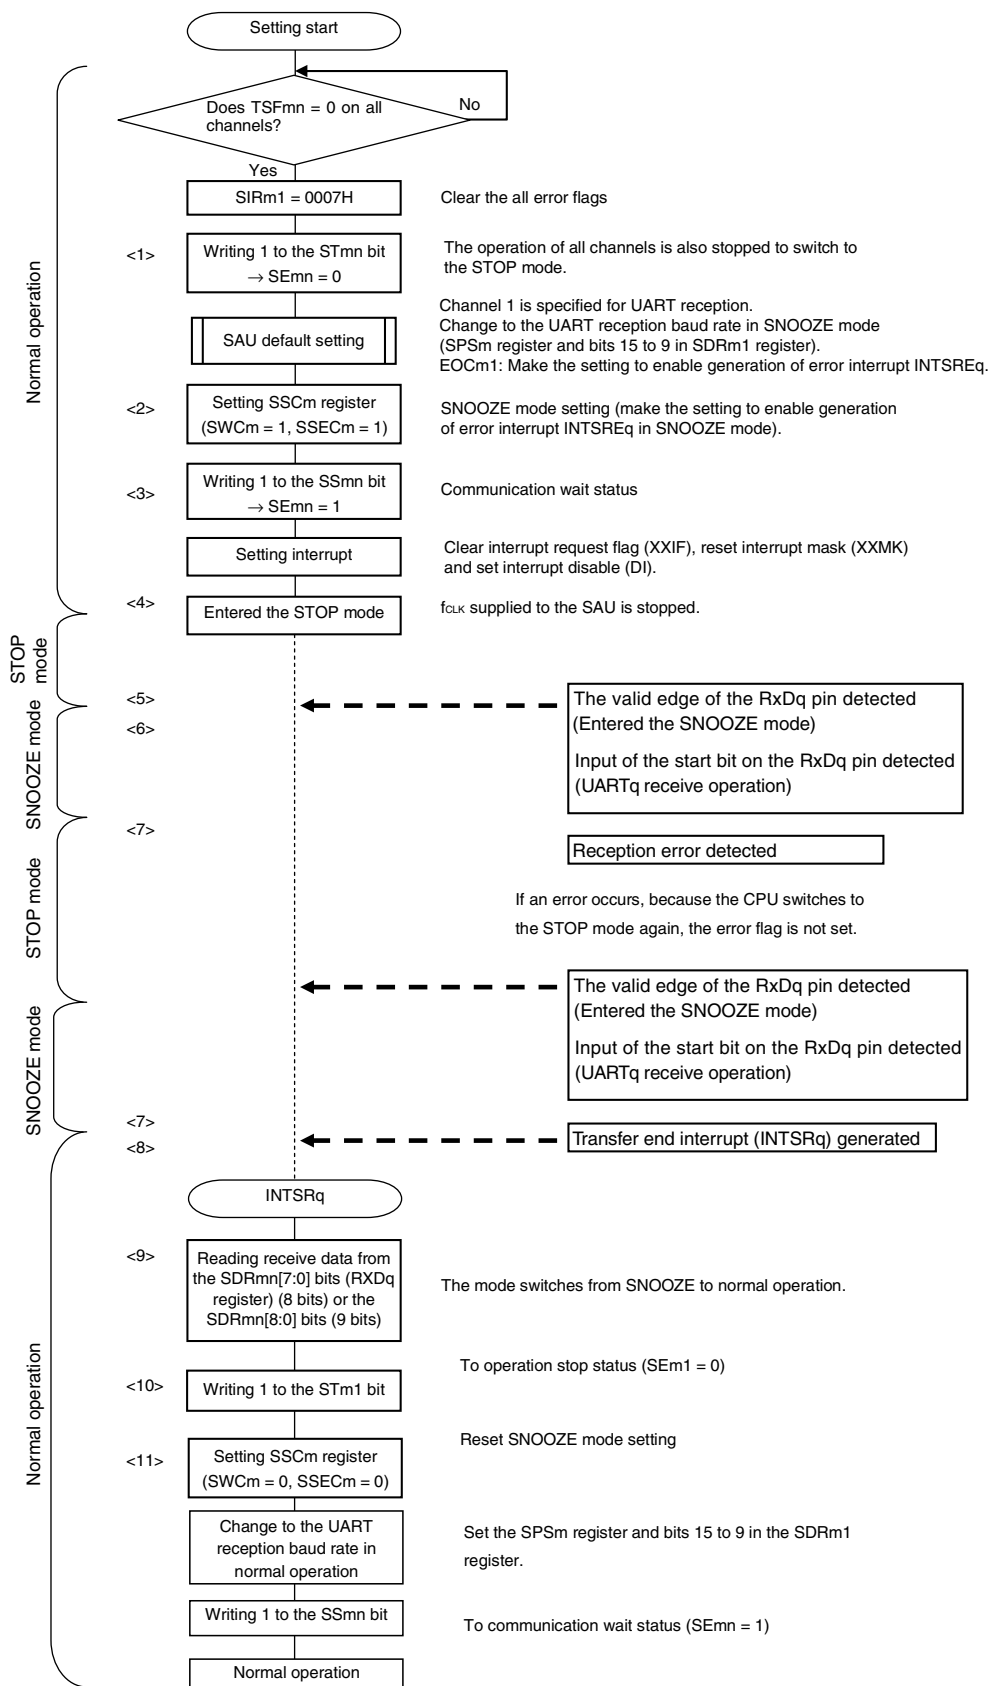 Setting start
Does TSFmn = 0 on all
channels?
No
Yes
SIRm1 = 0007H
Clear the all error flags
<1>
Writing 1 to the STmn bit
→ SEmn = 0
The operation of all channels is also stopped to switch to
the STOP mode.
SAU default setting
Channel 1 is specified for UART reception.
Change to the UART reception baud rate in SNOOZE mode
(SPSm register and bits 15 to 9 in SDRm1 register).
EOCm1: Make the setting to enable generation of error interrupt INTSREq.
<2>
Setting SSCm register
(SWCm = 1, SSECm = 1)
SNOOZE mode setting (make the setting to enable generation
of error interrupt INTSREq in SNOOZE mode).
<3>
Writing 1 to the SSmn bit
→ SEmn = 1
Communication wait status
Setting interrupt
Clear interrupt request flag (XXIF), reset interrupt mask (XXMK)
and set interrupt disable (DI).
<4>
Entered the STOP mode
fCLK supplied to the SAU is stopped.
Normal operation
STOP
mode
<5>
The valid edge of the RxDq pin detected
(Entered the SNOOZE mode)
<6>
Input of the start bit on the RxDq pin detected
(UARTq receive operation)
SNOOZE mode
<7>
Reception error detected
If an error occurs, because the CPU switches to
the STOP mode again, the error flag is not set.
STOP mode
The valid edge of the RxDq pin detected
(Entered the SNOOZE mode)
Input of the start bit on the RxDq pin detected
(UARTq receive operation)
SNOOZE mode
<7>
Transfer end interrupt (INTSRq) generated
<8>
INTSRq
<9>
Reading receive data from
the SDRmn[7:0] bits (RXDq
register) (8 bits) or the
SDRmn[8:0] bits (9 bits)
The mode switches from SNOOZE to normal operation.
To operation stop status (SEm1 = 0)
<10>
Writing 1 to the STm1 bit
Reset SNOOZE mode setting
<11>
Setting SSCm register
(SWCm = 0, SSECm = 0)
Change to the UART
reception baud rate in
normal operation
Set the SPSm register and bits 15 to 9 in the SDRm1
register.
Writing 1 to the SSmn bit
To communication wait status (SEmn = 1)
Normal operation
Normal operation